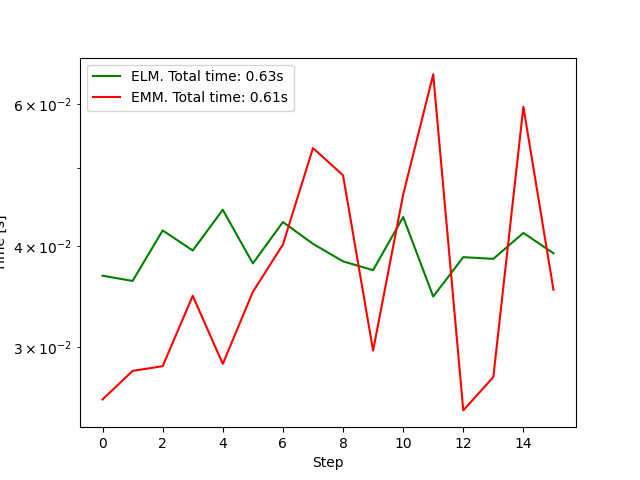 ELM. Total time: 0.63s
EMM. Total time: 0.61s
6 × 10⁻²
4 × 10⁻²
3 × 10⁻²
0 2 4 6 8 10 12 14
Step